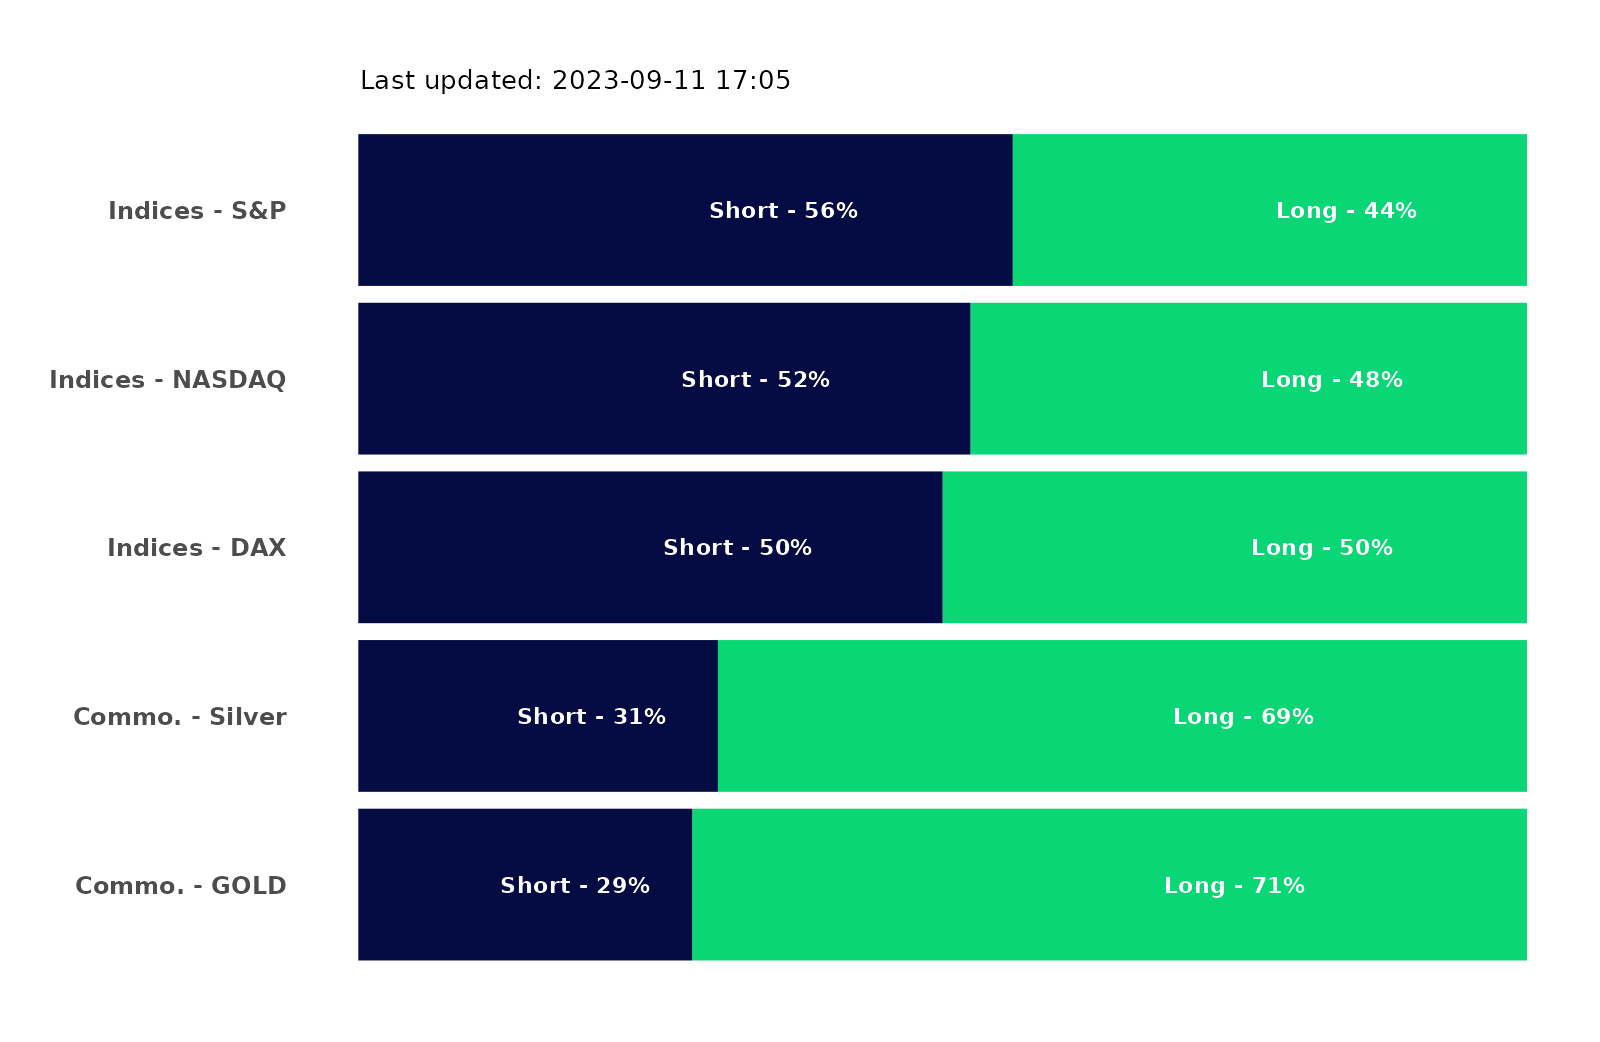 Last updated: 2023-09-11 17:05
Indices - S&P Short - 56% Long - 44%
Indices - NASDAQ Short - 52% Long - 48%
Indices - DAX Short - 50% Long - 50%
Commo. - Silver Short - 31% Long - 69%
Commo. - GOLD Short - 29% Long - 71%